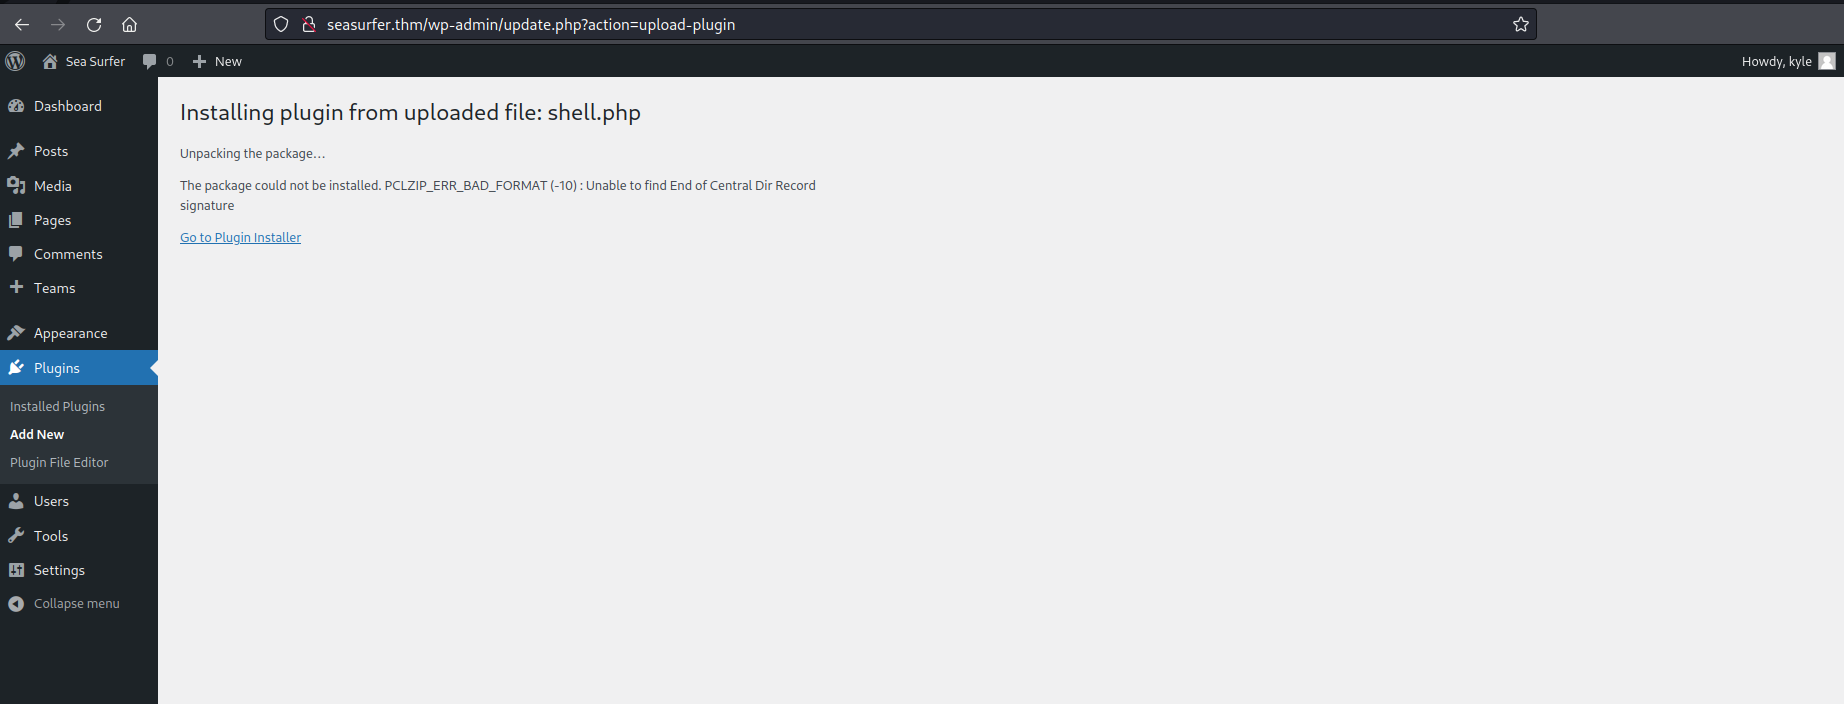 seasurfer.thm/wp-admin/update.php?action=upload-plugin
Sea Surfer 0 New Howdy, kyle
Dashboard
Posts
Media
Pages
Comments
Teams
Appearance
Plugins
Installed Plugins
Add New
Plugin File Editor
Users
Tools
Settings
Collapse menu
Installing plugin from uploaded file: shell.php
Unpacking the package…
The package could not be installed. PCLZIP_ERR_BAD_FORMAT (-10) : Unable to find End of Central Dir Record
signature
Go to Plugin Installer